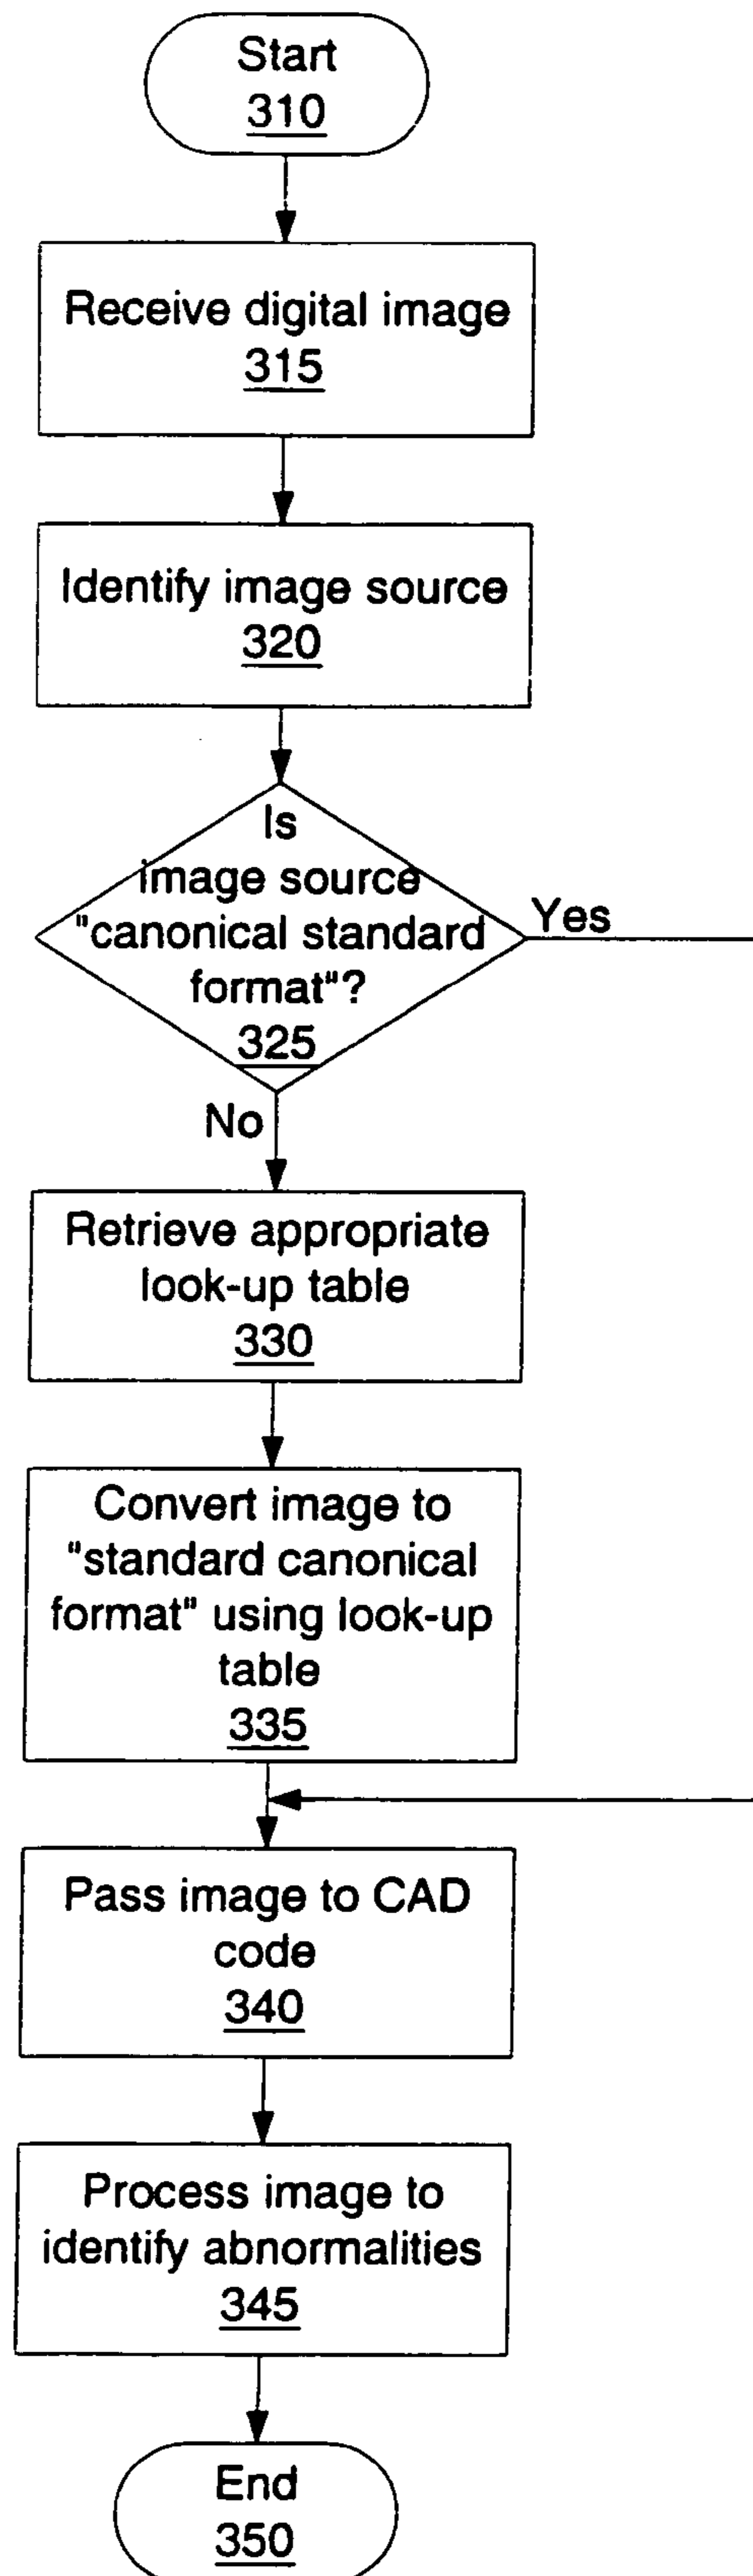 Start
310
Receive digital image
315
Identify image source
320
Is
image source
"canonical standard
format"?
325
Yes
No
Retrieve appropriate
look-up table
330
Convert image to
"standard canonical
format" using look-up
table
335
Pass image to CAD
code
340
Process image to
identify abnormalities
345
End
350